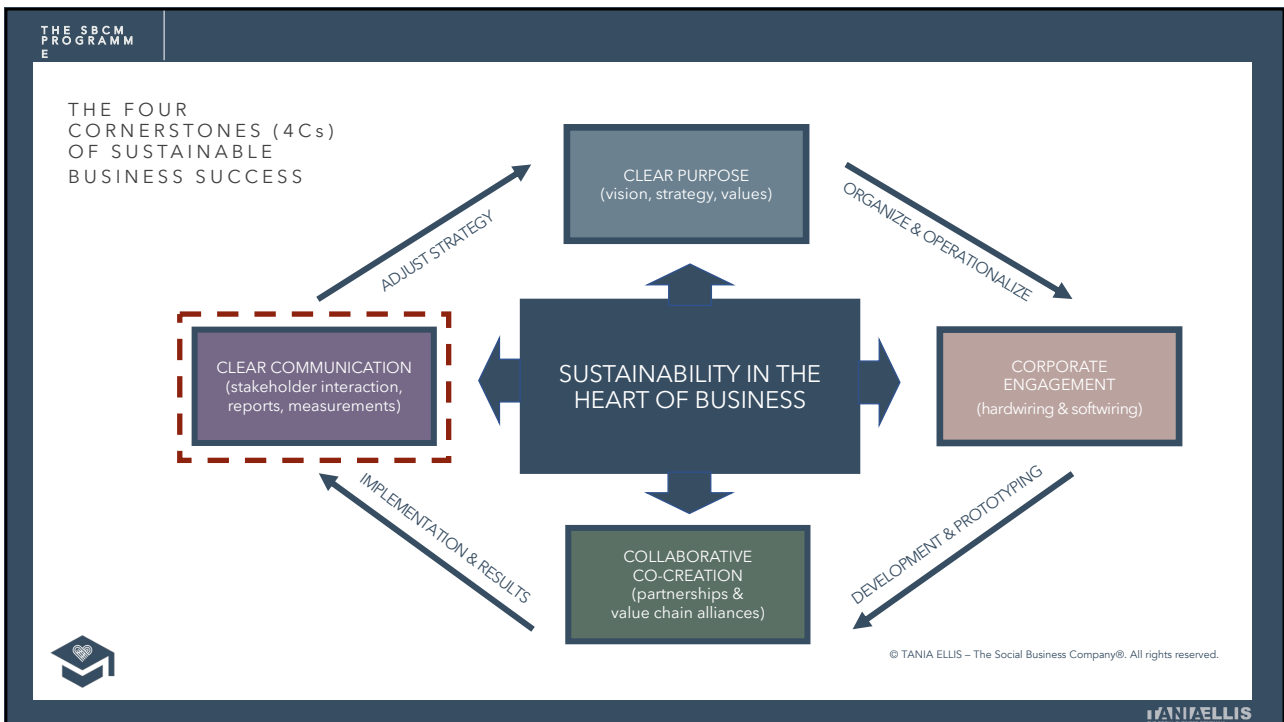 THE SBCM
PROGRAMM
E
THE FOUR
CORNERSTONES (4Cs)
OF SUSTAINABLE
BUSINESS SUCCESS
CLEAR PURPOSE
(vision, strategy, values)
ADJUST STRATEGY
ORGANIZE & OPERATIONALIZE
CLEAR COMMUNICATION
(stakeholder interaction,
reports, measurements)
SUSTAINABILITY IN THE
HEART OF BUSINESS
CORPORATE
ENGAGEMENT
(hardwiring & softwiring)
IMPLEMENTATION & RESULTS
DEVELOPMENT & PROTOTYPING
COLLABORATIVE
CO-CREATION
(partnerships &
value chain alliances)
© TANIA ELLIS – The Social Business Company®. All rights reserved.
TANIAELLIS